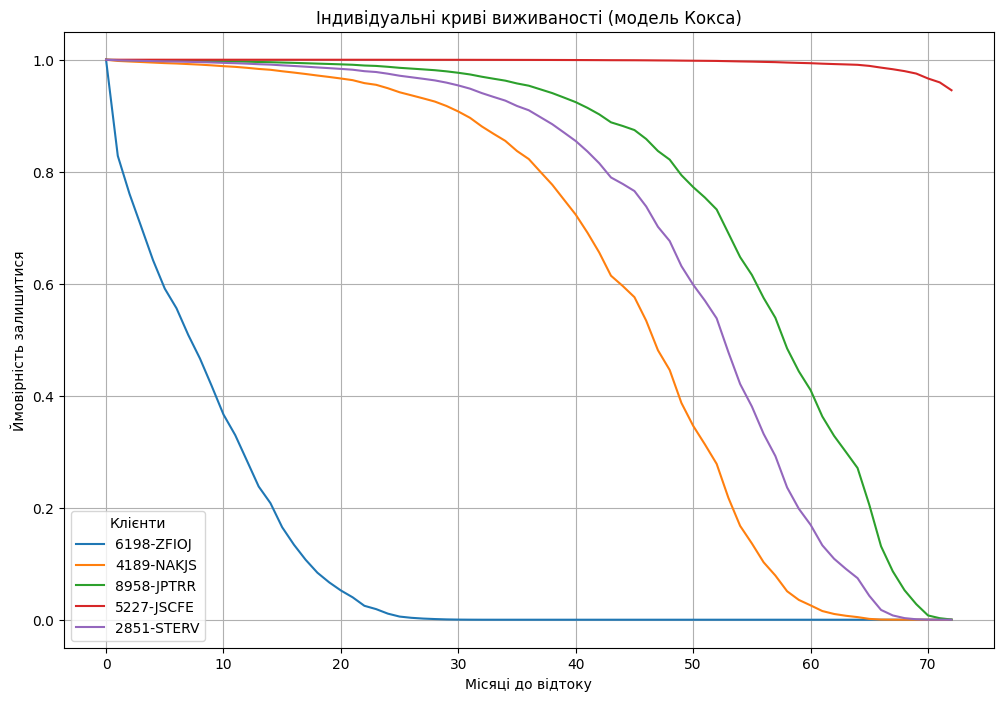 Індивідуальні криві виживаності (модель Кокса)
Ймовірність залишитися
1.0
0.8
0.6
0.4
0.2
0.0
Клієнти
6198-ZFIOJ
4189-NAKJS
8958-JPTRR
5227-JSCFE
2851-STERV
0
10
20
30
40
50
60
70
Місяці до відтоку